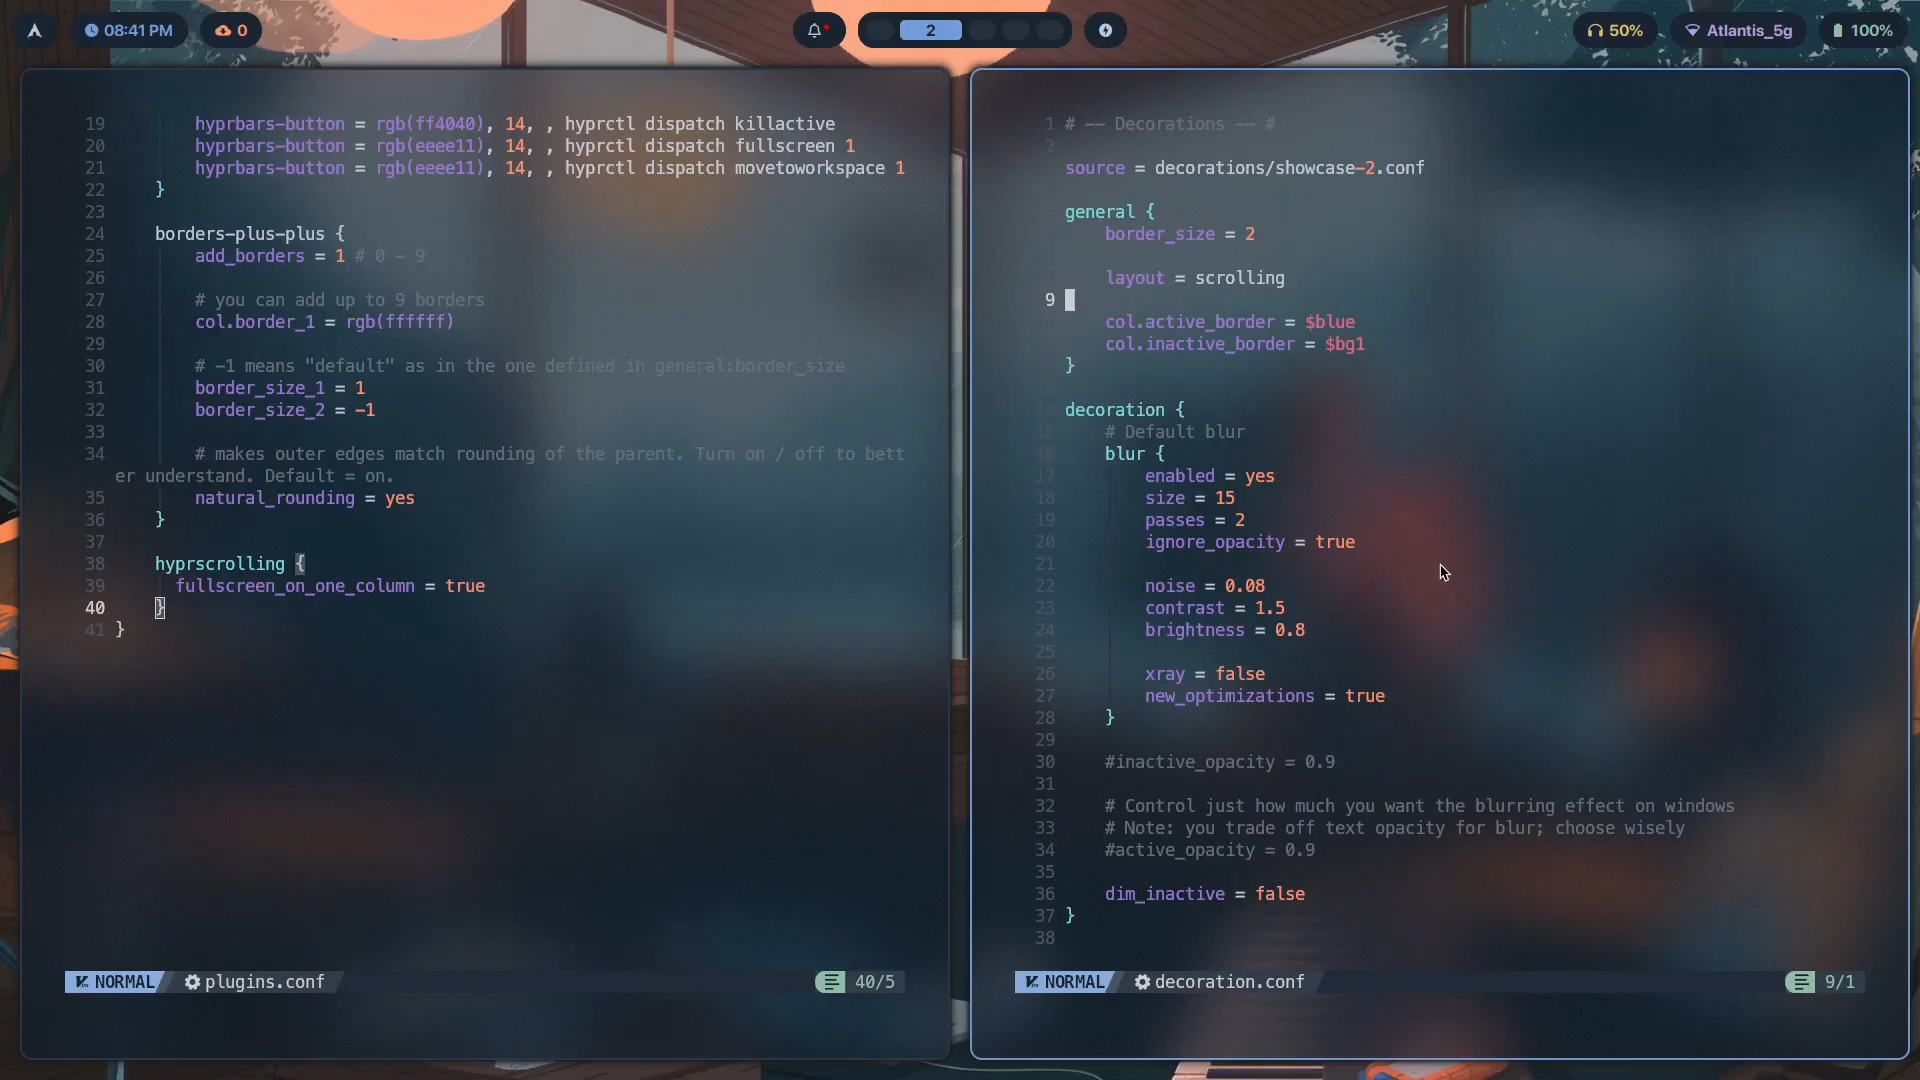 08:41 PM
0
2
50%
Atlantis_5g
100%
19 hyprbars-button = rgb(ff4040), 14, , hyprctl dispatch killactive
20 hyprbars-button = rgb(eeee11), 14, , hyprctl dispatch fullscreen 1
21 hyprbars-button = rgb(eeee11), 14, , hyprctl dispatch movetoworkspace 1
22 }
23
24 borders-plus-plus {
25 add_borders = 1 # 0 - 9
26
27 # you can add up to 9 borders
28 col.border_1 = rgb(ffffff)
29
30 # -1 means "default" as in the one defined in general:border_size
31 border_size_1 = 1
32 border_size_2 = -1
33
34 # makes outer edges match rounding of the parent. Turn on / off to bett
er understand. Default = on.
35 natural_rounding = yes
36 }
37
38 hyprscrolling {
39 fullscreen_on_one_column = true
40 }
41 }
NORMAL plugins.conf 40/5
1 # -- Decorations -- #
2
source = decorations/showcase-2.conf
general {
border_size = 2
layout = scrolling
9
col.active_border = $blue
col.inactive_border = $bg1
}
14 decoration {
15 # Default blur
16 blur {
17 enabled = yes
18 size = 15
19 passes = 2
20 ignore_opacity = true
21
22 noise = 0.08
23 contrast = 1.5
24 brightness = 0.8
25
26 xray = false
27 new_optimizations = true
28 }
29
30 #inactive_opacity = 0.9
31
32 # Control just how much you want the blurring effect on windows
33 # Note: you trade off text opacity for blur; choose wisely
34 #active_opacity = 0.9
35
36 dim_inactive = false
37 }
38
NORMAL decoration.conf 9/1